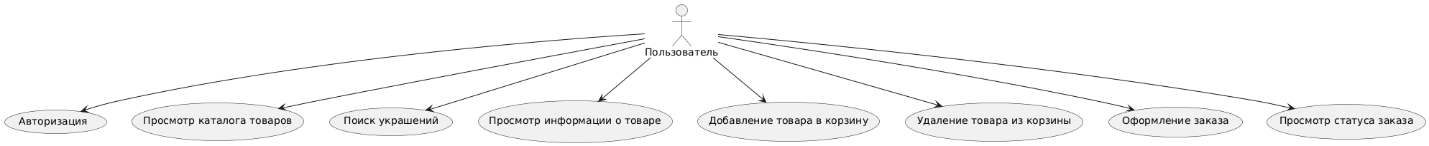 Пользователь
Авторизация
Просмотр каталога товаров
Поиск украшений
Просмотр информации о товаре
Добавление товара в корзину
Удаление товара из корзины
Оформление заказа
Просмотр статуса заказа